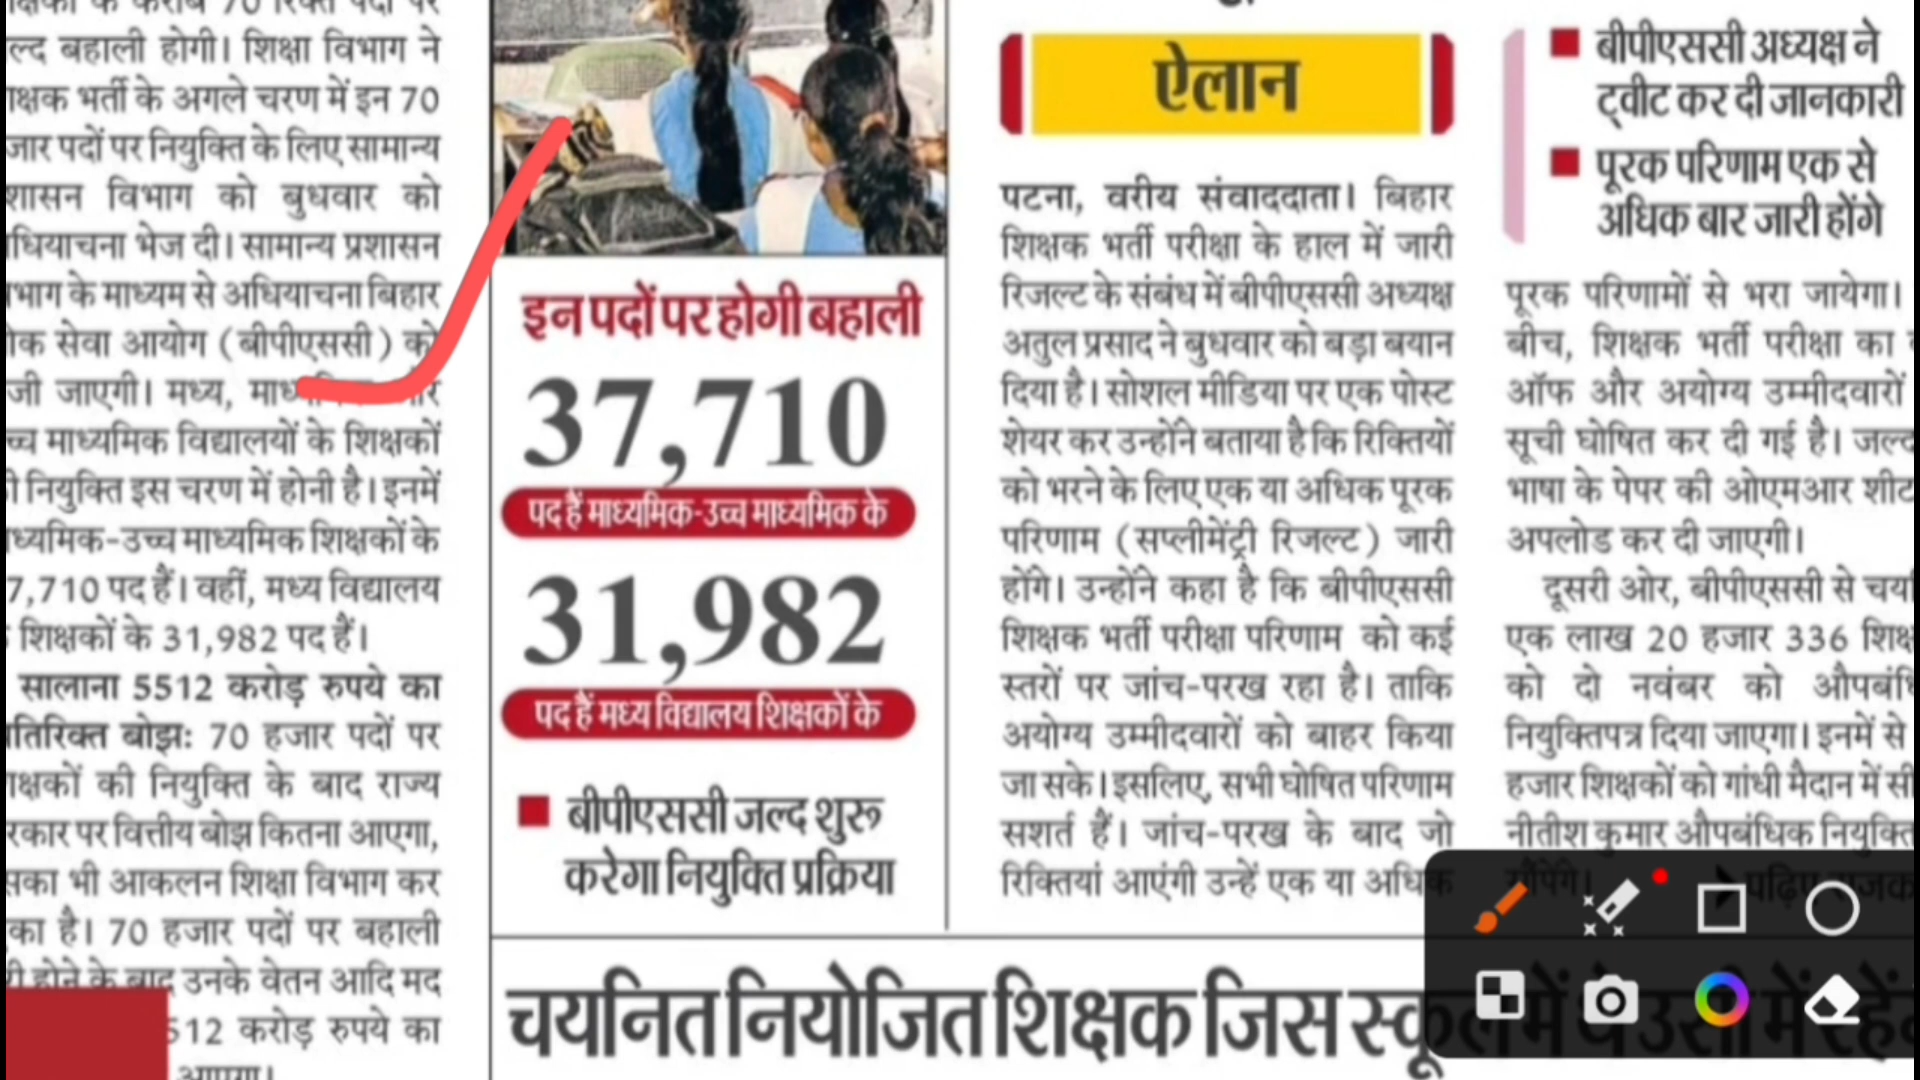 ल्द बहाली होगी। शिक्षा विभाग ने
भर्ती के अगले चरण में इन 70
पदों पर नियुक्ति के लिए सामान्य
विभाग को बुधवार को
भेज दी। सामान्य प्रशासन
के माध्यम से अधियाचना बिहार
सेवा आयोग (बीपीएससी) को
जाएगी। मध्य,
माध्यमिक विद्यालयों के शिक्षकों
नियुक्ति इस चरण में होनी है। इनमें
ध्यमिक-उच्च माध्यमिक शिक्षकों के
7,710 पद हैं। वहीं, मध्य विद्यालय
शिक्षकों के 31,982 पद हैं।
सालाना 5512 करोड़ रुपये का
तिरिक्त बोझ: 70 हजार पदों पर
की नियुक्ति के बाद राज्य
रकार पर वित्तीय बोझ कितना आएगा,
भी आकलन शिक्षा विभाग कर
है। 70 हजार पदों पर बहाली
होने के बाद उनके वेतन आदि मद
512 करोड़ रुपये का
आएगा।
इन पदों पर होगी बहाली
37,710
पद हैं माध्यमिक-उच्च माध्यमिक के
31,982
पद हैं मध्य विद्यालय शिक्षकों के
बीपीएससी जल्द शुरू
करेगा नियुक्ति प्रक्रिया
ऐलान
पटना, वरीय संवाददाता। बिहार
शिक्षक भर्ती परीक्षा के हाल में जारी
रिजल्ट के संबंध में बीपीएससी अध्यक्ष
अतुल प्रसाद ने बुधवार को बड़ा बयान
दिया है। सोशल मीडिया पर एक पोस्ट
शेयर कर उन्होंने बताया है कि रिक्तियों
को भरने के लिए एक या अधिक पूरक
परिणाम (सप्लीमेंट्री रिजल्ट) जारी
होंगे। उन्होंने कहा है कि बीपीएससी
शिक्षक भर्ती परीक्षा परिणाम को कई
स्तरों पर जांच-परख रहा है। ताकि
अयोग्य उम्मीदवारों को बाहर किया
जा सके। इसलिए, सभी घोषित परिणाम
सशर्त हैं। जांच-परख के बाद जो
रिक्तियां आएंगी उन्हें एक या अधिक
बीपीएससी अध्यक्ष ने
ट्वीट कर दी जानकारी
पूरक परिणाम एक से
अधिक बार जारी होंगे
पूरक परिणामों से भरा जायेगा।
बीच, शिक्षक भर्ती परीक्षा का
ऑफ और अयोग्य उम्मीदवारों
सूची घोषित कर दी गई है। जल्द
भाषा के पेपर की ओएमआर शीट
अपलोड कर दी जाएगी।
दूसरी ओर, बीपीएससी से
एक लाख 20 हजार 336
को दो नवंबर को
नियुक्तिपत्र दिया जाएगा। इनमें से
हजार शिक्षकों को गांधी मैदान में
नीतीश कुमार औपबंधिक
चयनित नियोजित शिक्षक जिस स्कूल में थे उसी में